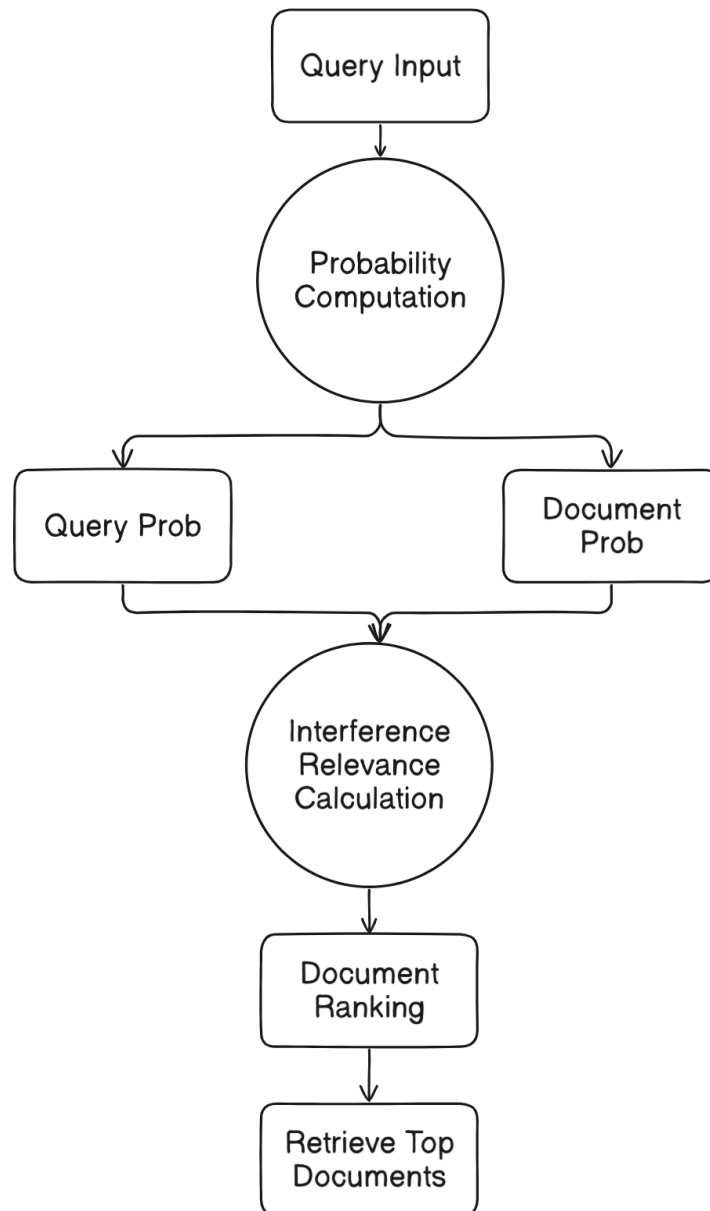 Query Input
Probability
Computation
Query Prob
Document
Prob
Interference
Relevance
Calculation
Document
Ranking
Retrieve Top
Documents